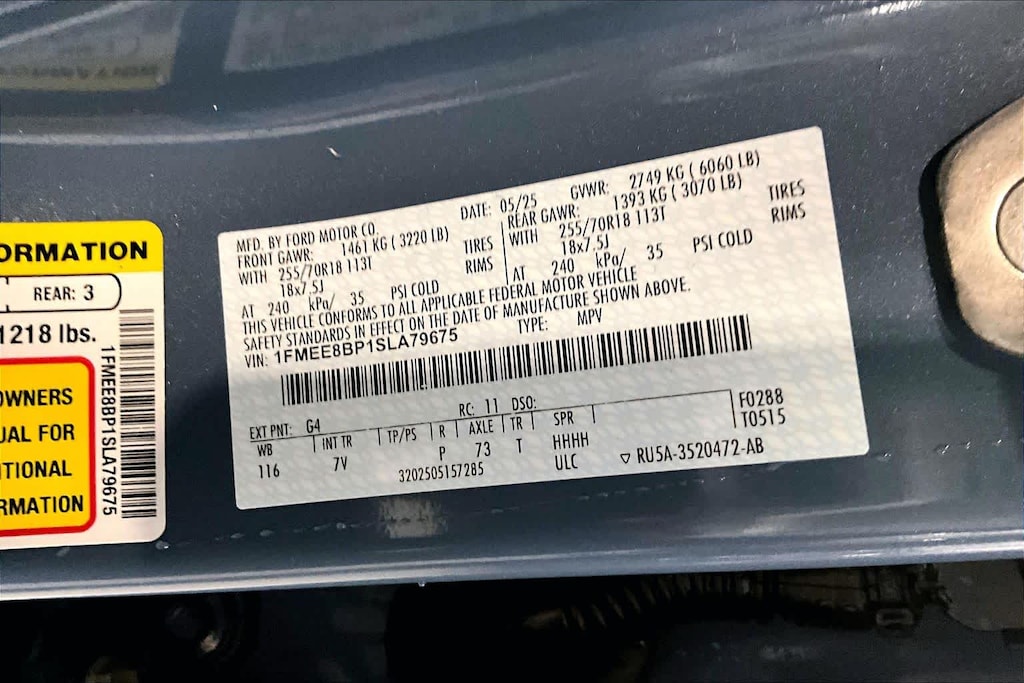 ORMATION
REAR: 3
1218 lbs.
OWNERS
UAL FOR
ITIONAL
RMATION
1FMEE8BP1SLA79675
MFD. BY FORD MOTOR CO. DATE: 05/25 GVWR: 2749 KG ( 6060 LB)
FRONT GAWR: 1461 KG ( 3220 LB) REAR GAWR: 1393 KG ( 3070 LB)
WITH 255/70R18 113T TIRES WITH 255/70R18 113T TIRES
18x7.5J RIMS 18x7.5J RIMS
AT 240 kPa/ 35 PSI COLD AT 240 kPa/ 35 PSI COLD
THIS VEHICLE CONFORMS TO ALL APPLICABLE FEDERAL MOTOR VEHICLE
SAFETY STANDARDS IN EFFECT ON THE DATE OF MANUFACTURE SHOWN ABOVE.
VIN: 1FMEE8BP1SLA79675 TYPE: MPV
EXT PNT: G4 RC: 11 DSO: F0288
WB INT TR TP/PS R AXLE TR SPR T0515
116 7V P 73 T HHHH
3202505157285 ULC ▽ RU5A-3520472-AB